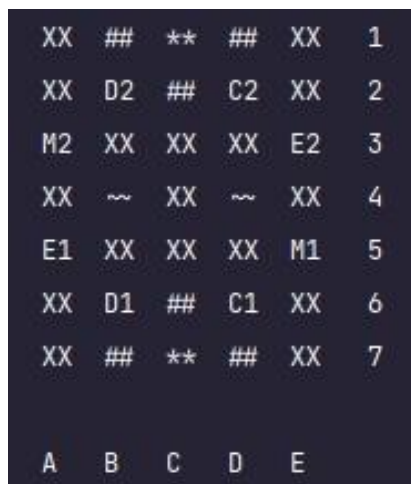 XX ## ** ## XX 1
XX D2 ## C2 XX 2
M2 XX XX XX E2 3
XX ~~ XX ~~ XX 4
E1 XX XX XX M1 5
XX D1 ## C1 XX 6
XX ## ** ## XX 7
A B C D E